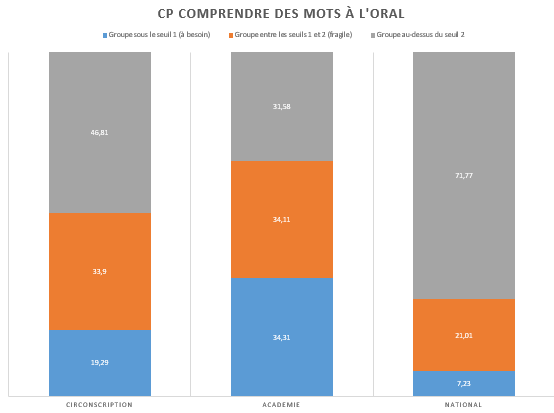 CP COMPRENDRE DES MOTS À L'ORAL
Groupe sous le seuil 1 (à besoin) Groupe entre les seuils 1 et 2 (fragile) Groupe au-dessus du seuil 2
46,81 31,58 71,77
33,9 34,11 21,01
19,29 34,31 7,23
CIRCONSCRIPTION ACADEMIE NATIONAL